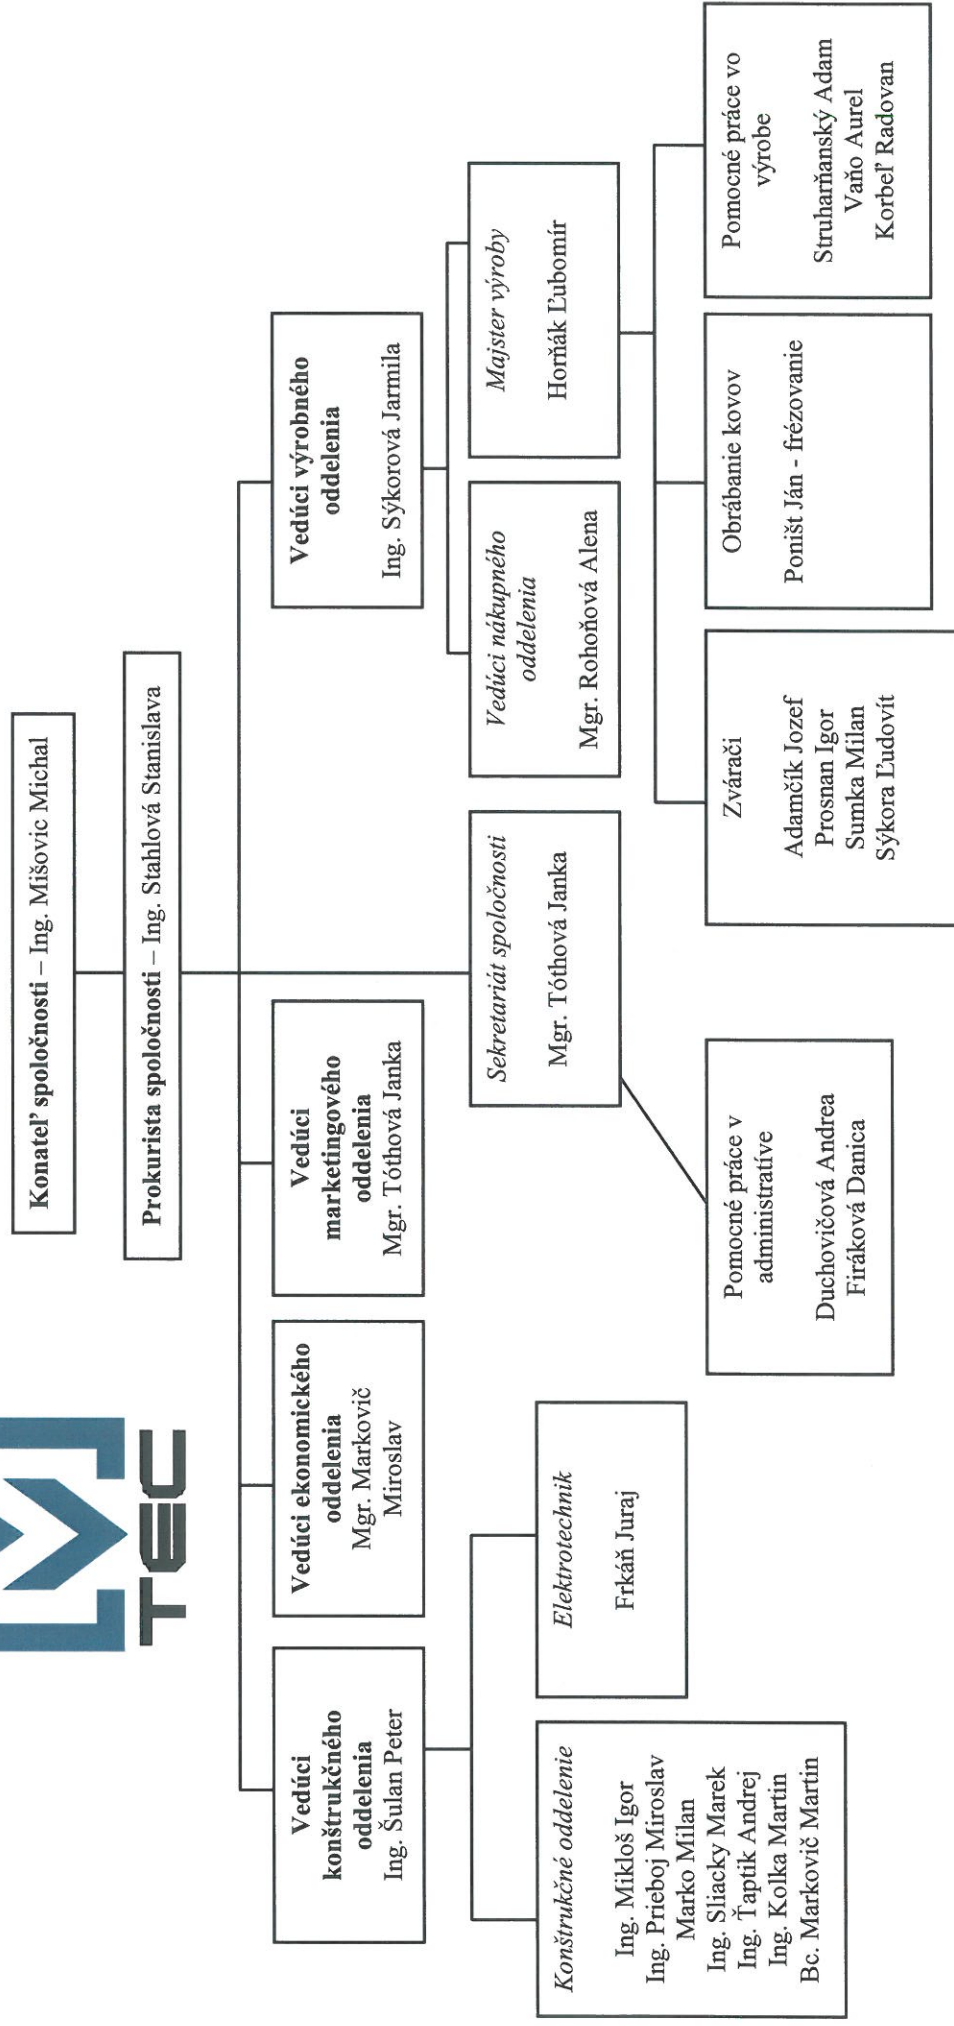 TEC
Konateľ spoločnosti – Ing. Mišovic Michal
Prokurista spoločnosti – Ing. Stahlová Stanislava
Vedúci
konštrukčného
oddelenia
Ing. Šulan Peter
Vedúci ekonomického
oddelenia
Mgr. Markovič
Miroslav
Vedúci
marketingového
oddelenia
Mgr. Tóthová Janka
Vedúci výrobného
oddelenia
Ing. Sýkorová Jarmila
Sekretariát spoločnosti
Mgr. Tóthová Janka
Vedúci nákupného
oddelenia
Mgr. Rohoňová Alena
Majster výroby
Horňák Ľubomír
Konštrukčné oddelenie
Ing. Mikloš Igor
Ing. Prieboj Miroslav
Marko Milan
Ing. Sliacky Marek
Ing. Ťaptik Andrej
Ing. Kolka Martin
Bc. Markovič Martin
Elektrotechnik
Frkáň Juraj
Pomocné práce v
administratíve
Duchovičová Andrea
Firáková Danica
Zvárači
Adamčík Jozef
Prosnan Igor
Sumka Milan
Sýkora Ľudovít
Obrábanie kovov
Poništ Ján - frézovanie
Pomocné práce vo
výrobe
Struhárňanský Adam
Vaňo Aurel
Korbeľ Radovan